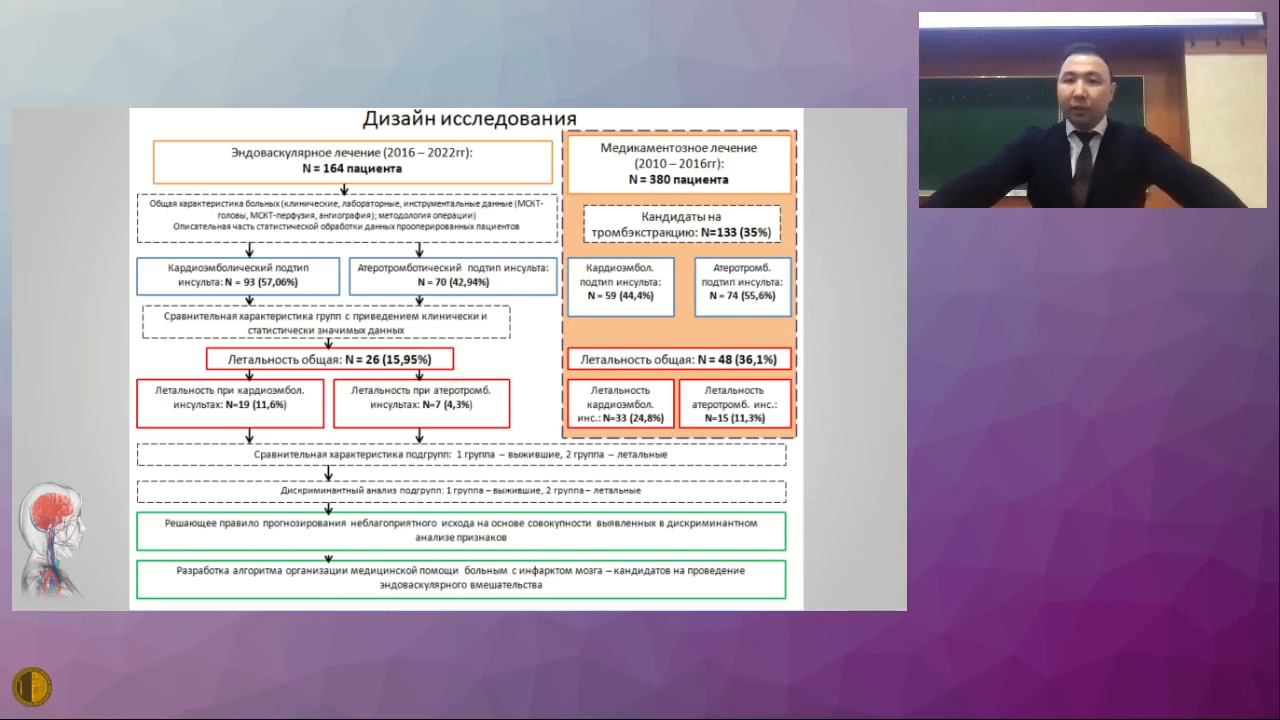 Дизайн исследования
Эндоваскулярное лечение (2016 – 2022гг):
N = 164 пациента
Общая характеристика больных (клинические, лабораторные, инструментальные данные (МСКТ-
головы, МСКТ-перфузия, ангиография); методология операции)
Описательная часть статистической обработки данных прооперированных пациентов
Кардиоэмболический подтип
инсульта: N = 93 (57,06%)
Атеротромботический подтип инсульта:
N = 70 (42,94%)
Сравнительная характеристика групп с приведением клинически и
статистически значимых данных
Летальность общая: N = 26 (15,95%)
Летальность при кардиоэмбол.
инсультах: N=19 (11,6%)
Летальность при атеротромб.
инсультах: N=7 (4,3%)
Медикаментозное лечение
(2010 – 2016гг):
N = 380 пациента
Кандидаты на
тромбэкстракцию: N=133 (35%)
Кардиоэмбол.
подтип инсульта:
N = 59 (44,4%)
Атеротромб.
подтип инсульта:
N = 74 (55,6%)
Летальность общая: N = 48 (36,1%)
Летальность
кардиоэмбол.
инс.: N=33 (24,8%)
Летальность
атеротромб. инс.:
N=15 (11,3%)
Сравнительная характеристика подгрупп: 1 группа – выжившие, 2 группа – летальные
Дискриминантный анализ подгрупп: 1 группа – выжившие, 2 группа – летальные
Решающее правило прогнозирования неблагоприятного исхода на основе совокупности выявленных в дискриминантном
анализе признаков
Разработка алгоритма организации медицинской помощи больным с инфарктом мозга – кандидатов на проведение
эндоваскулярного вмешательства